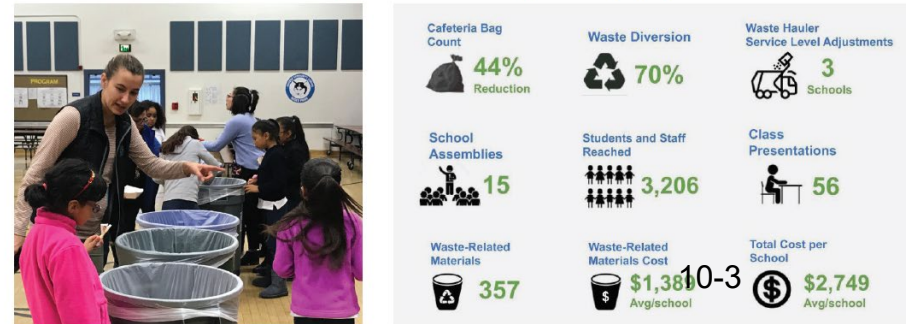 PROGRAM
Cafeteria Bag
Count
44%
Reduction
Waste Diversion
70%
Waste Hauler
Service Level Adjustments
3
Schools
School
Assemblies
15
Students and Staff
Reached
3,206
Class
Presentations
56
Waste-Related
Materials
357
Waste-Related
Materials Cost
$
$1,389
Avg/school
10-3
Total Cost per
School
$
$2,749
Avg/school